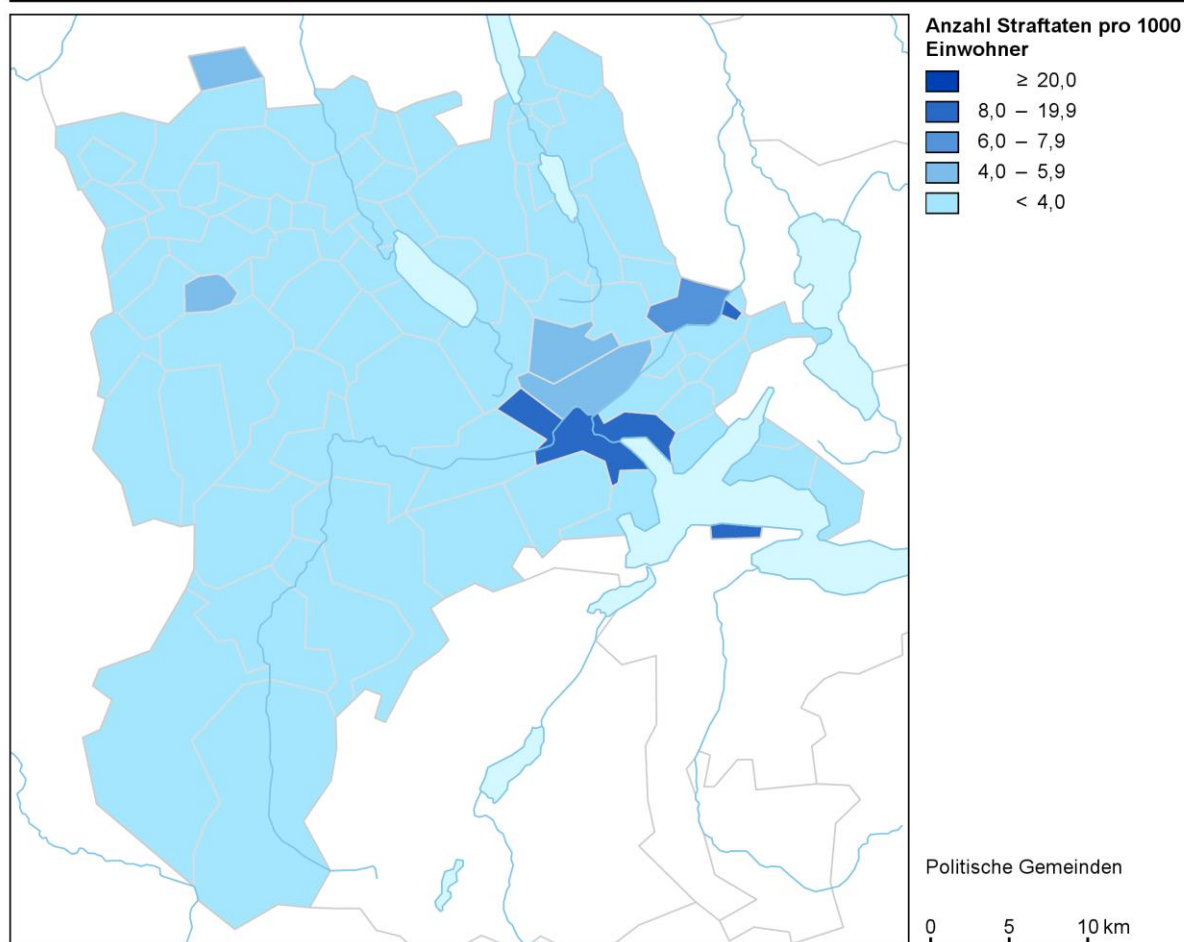 Anzahl Straftaten pro 1000
Einwohner
≥ 20,0
8,0 – 19,9
6,0 – 7,9
4,0 – 5,9
< 4,0
Politische Gemeinden
0 5 10 km